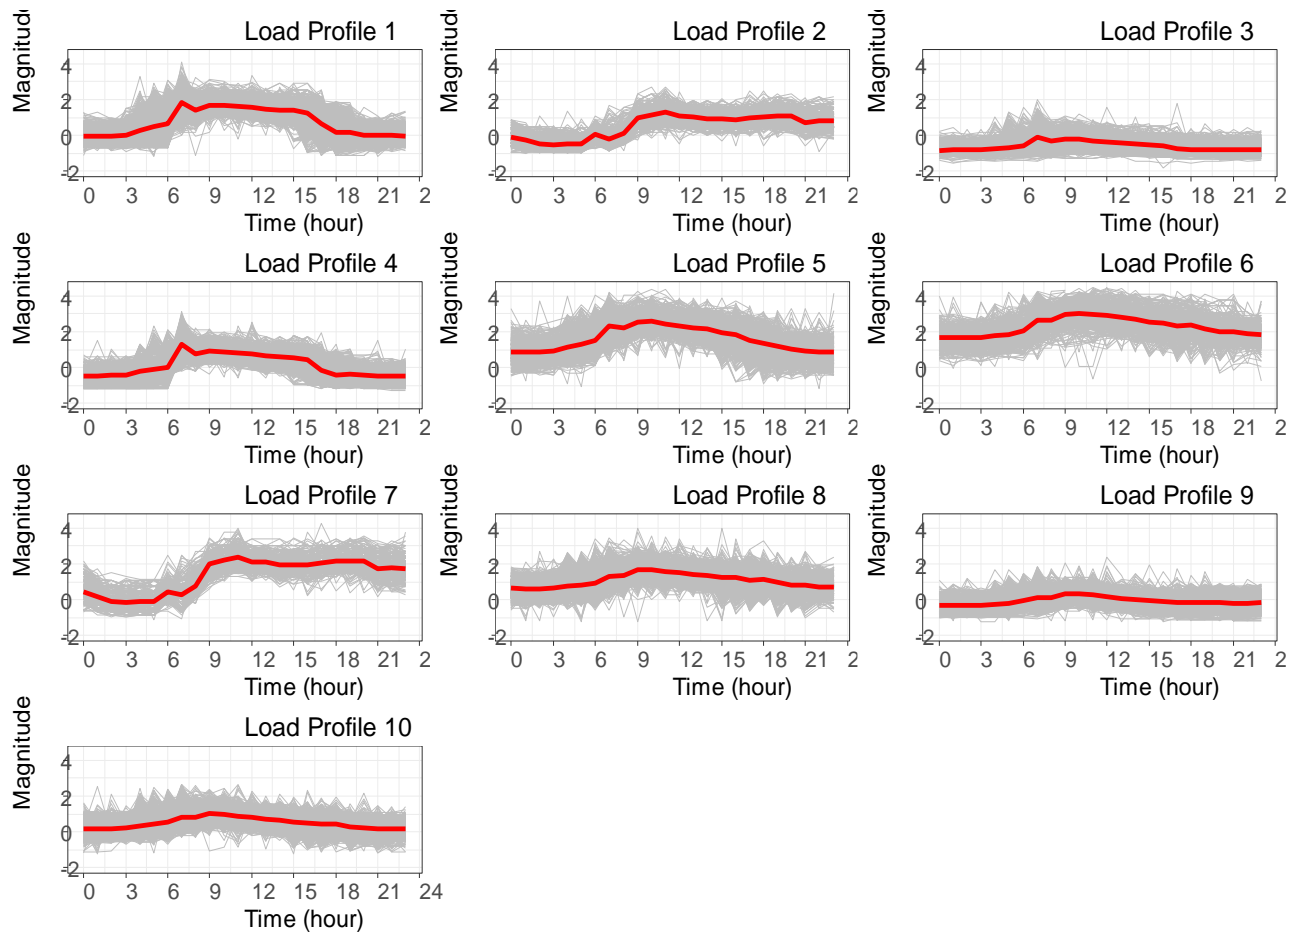 Load Profile 1
Magnitud
4
2
0
-2
0 3 6 9 12 15 18 21 2
Time (hour)
Load Profile 2
Magnitud
4
2
0
-2
0 3 6 9 12 15 18 21 2
Time (hour)
Load Profile 3
Magnitud
4
2
0
-2
0 3 6 9 12 15 18 21 2
Time (hour)
Load Profile 4
Magnitude
4
2
0
-2
0 3 6 9 12 15 18 21 2
Time (hour)
Load Profile 5
Magnitude
4
2
0
-2
0 3 6 9 12 15 18 21 2
Time (hour)
Load Profile 6
Magnitude
4
2
0
-2
0 3 6 9 12 15 18 21 2
Time (hour)
Load Profile 7
Magnitude
4
2
0
-2
0 3 6 9 12 15 18 21 2
Time (hour)
Load Profile 8
Magnitude
4
2
0
-2
0 3 6 9 12 15 18 21 2
Time (hour)
Load Profile 9
Magnitude
4
2
0
-2
0 3 6 9 12 15 18 21 2
Time (hour)
Load Profile 10
Magnitude
4
2
0
-2
0 3 6 9 12 15 18 21 24
Time (hour)